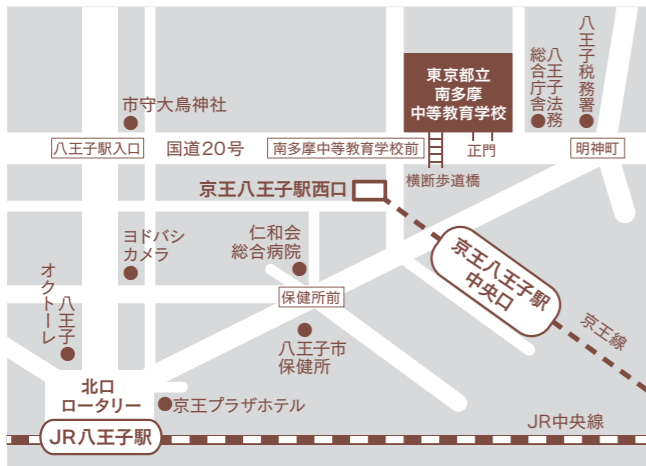 東京都立
南多摩
中等教育学校
八王子法務
総合庁舎
八王子税務署
市守大鳥神社
八王子駅入口
国道20号
南多摩中等教育学校前
正門
明神町
横断歩道橋
京王八王子駅西口
ヨドバシ
カメラ
仁和会
総合病院
京王八王子駅
中央口
八王子
オクトーレ
保健所前
京王線
八王子市
保健所
北口
ロータリー
京王プラザホテル
JR八王子駅
JR中央線